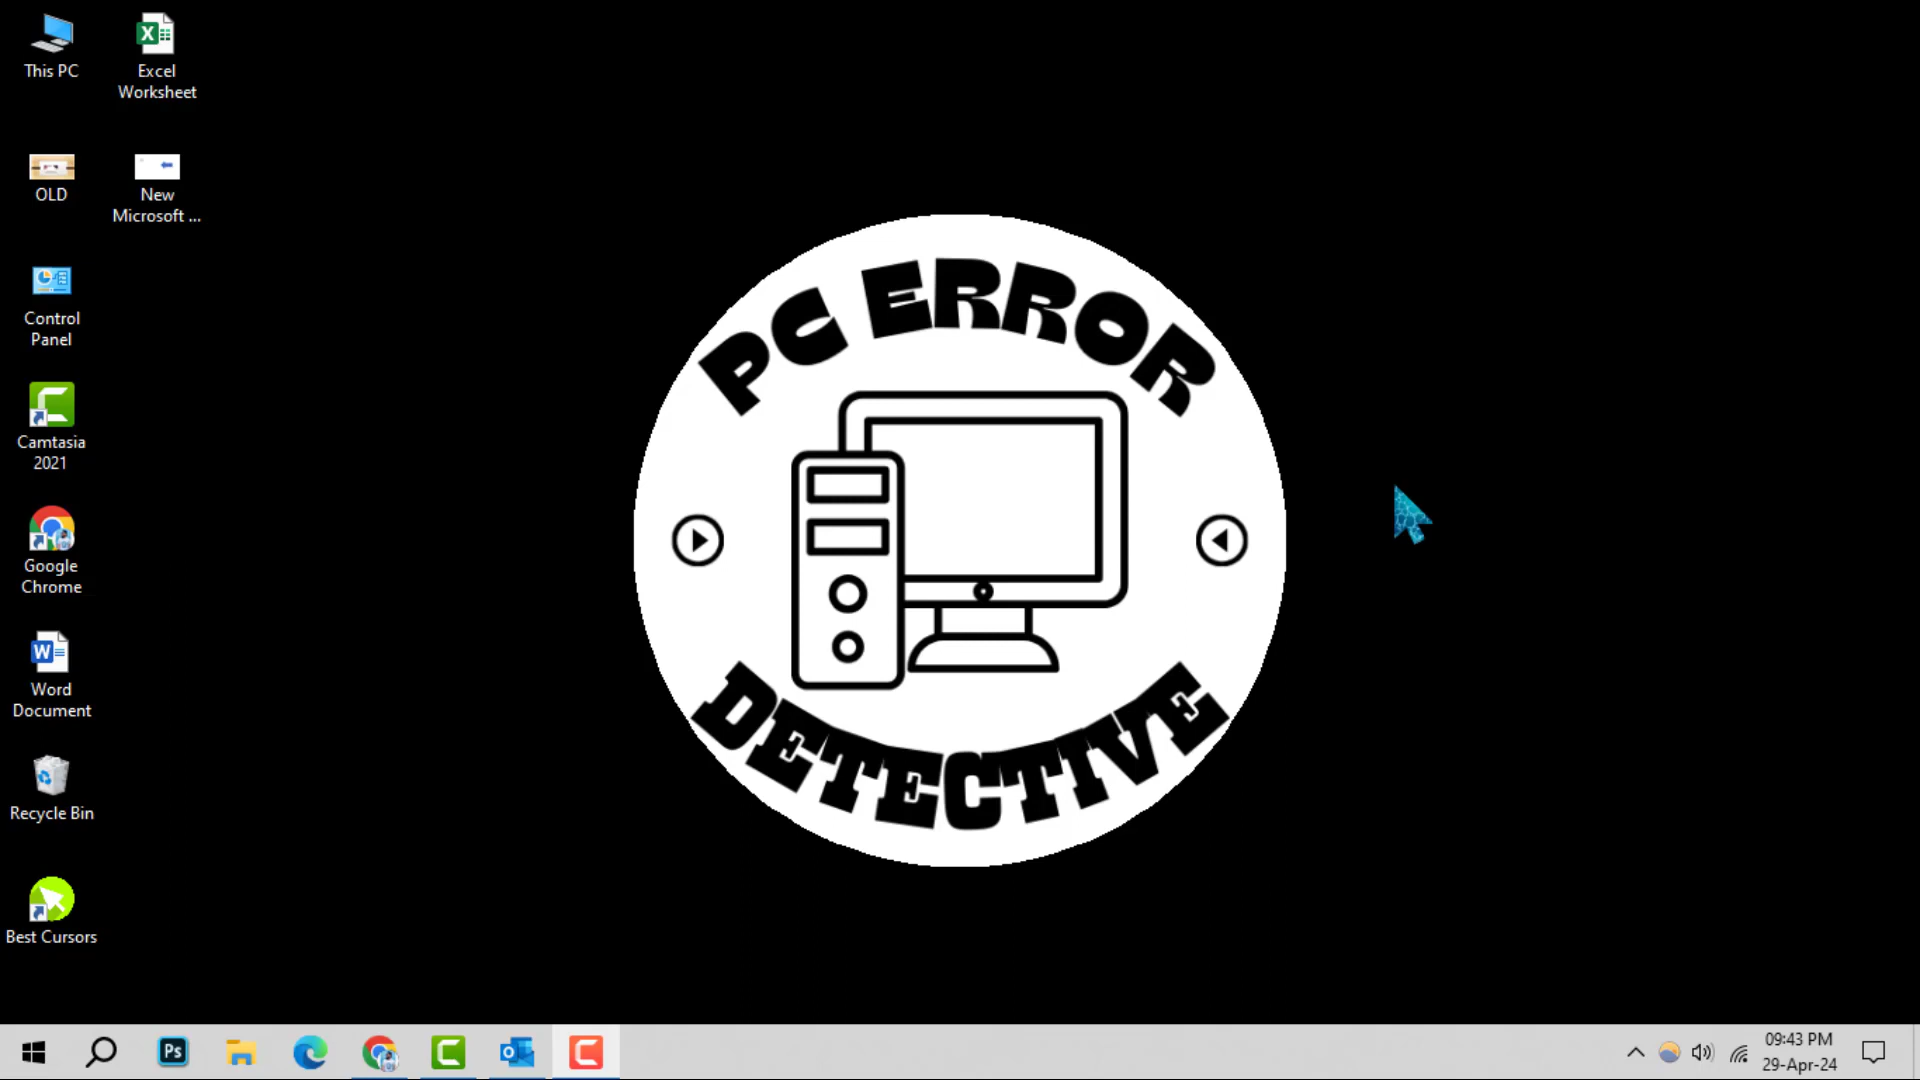 This PC
Excel
Worksheet
OLD
New
Microsoft ...
Control
Panel
Camtasia
2021
Google
Chrome
Word
Document
Recycle Bin
Best Cursors
PC ERROR
DETECTIVE
Ps
09:43 PM
29-Apr-24